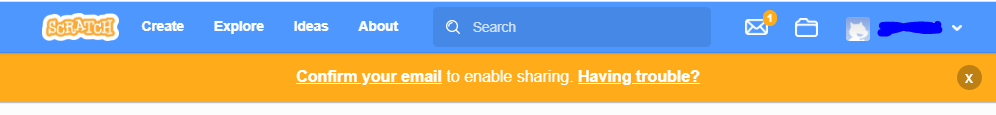 SCRATCH Create Explore Ideas About Search 1
Confirm your email to enable sharing. Having trouble? x